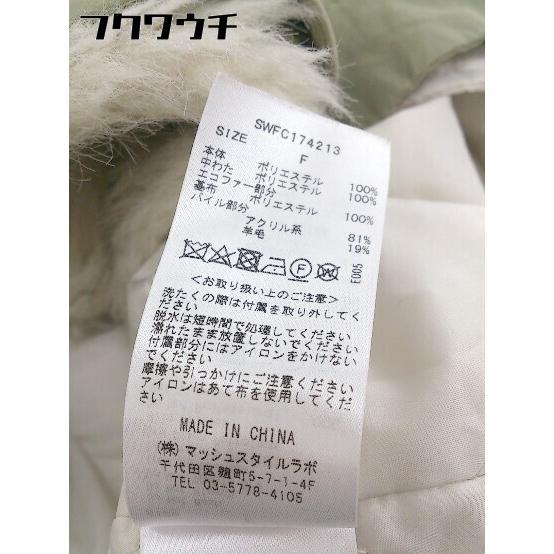 フクワウチ
SWFC174213
SIZE F
本体 ポリエステル 100%
中わた ポリエステル 100%
エコファー部分
基布 ポリエステル 100%
パイル部分
アクリル系 81%
羊毛 19%
F
E005
<お取り扱い上のご注意>
洗たくの際は付属を取り外してく
ださい
脱水は短時間で処理してください
濡れたまま放置しないでください
付属部分にはアイロンをかけない
でください
摩擦や引っかけにご注意ください
アイロンはあて布を使用してくだ
さい
MADE IN CHINA
(株)マッシュスタイルラボ
千代田区麹町5-7-1-4F
TEL 03-5778-4105